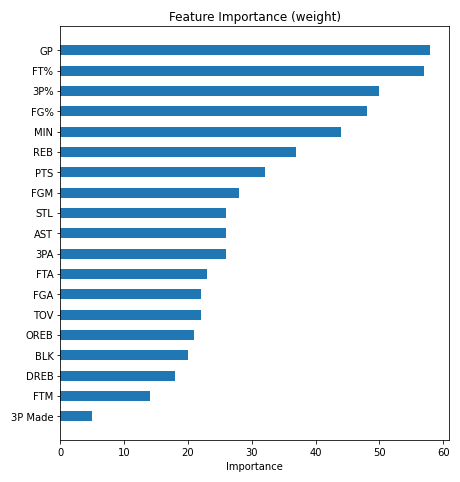 Feature Importance (weight)
GP
FT%
3P%
FG%
MIN
REB
PTS
FGM
STL
AST
3PA
FTA
FGA
TOV
OREB
BLK
DREB
FTM
3P Made
0 10 20 30 40 50 60
Importance